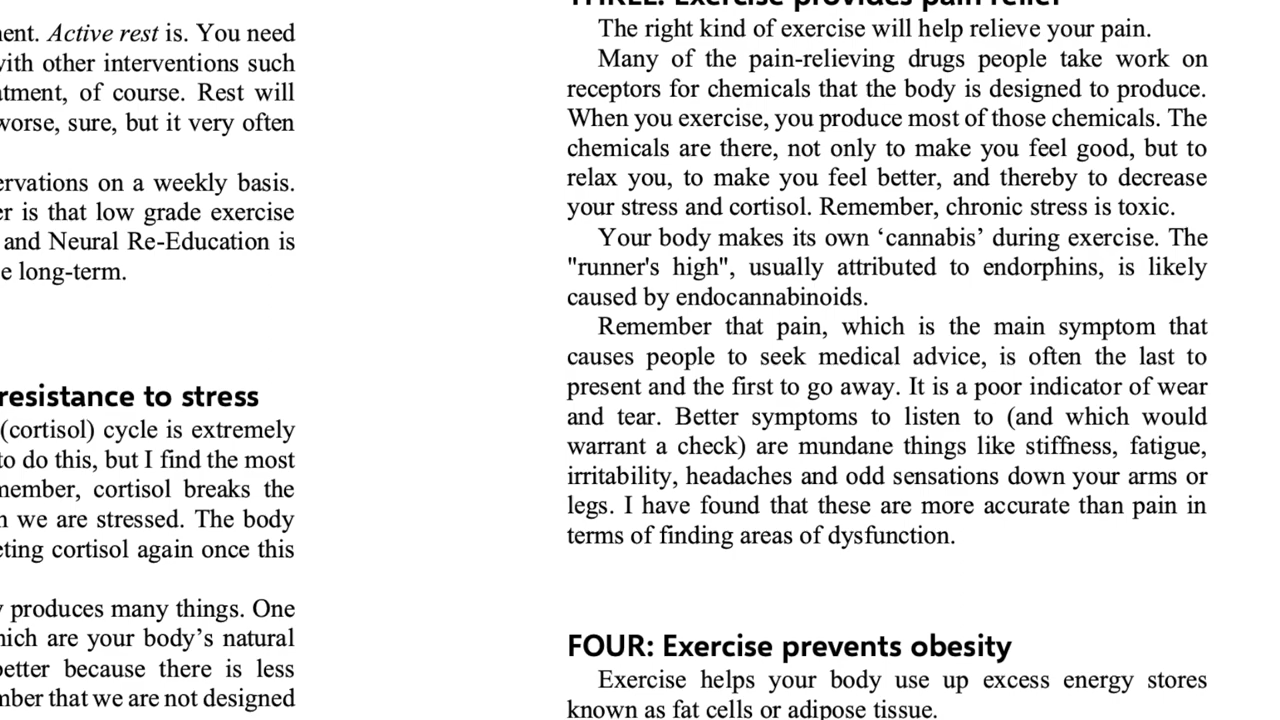 ment. Active rest is. You need
with other interventions such
atment, of course. Rest will
worse, sure, but it very often
ervations on a weekly basis.
er is that low grade exercise
and Neural Re-Education is
e long-term.
resistance to stress
(cortisol) cycle is extremely
to do this, but I find the most
member, cortisol breaks the
n we are stressed. The body
eting cortisol again once this
y produces many things. One
hich are your body’s natural
better because there is less
mber that we are not designed
THREE: Exercise provides pain relief
The right kind of exercise will help relieve your pain.
Many of the pain-relieving drugs people take work on
receptors for chemicals that the body is designed to produce.
When you exercise, you produce most of those chemicals. The
chemicals are there, not only to make you feel good, but to
relax you, to make you feel better, and thereby to decrease
your stress and cortisol. Remember, chronic stress is toxic.
Your body makes its own ‘cannabis’ during exercise. The
"runner's high", usually attributed to endorphins, is likely
caused by endocannabinoids.
Remember that pain, which is the main symptom that
causes people to seek medical advice, is often the last to
present and the first to go away. It is a poor indicator of wear
and tear. Better symptoms to listen to (and which would
warrant a check) are mundane things like stiffness, fatigue,
irritability, headaches and odd sensations down your arms or
legs. I have found that these are more accurate than pain in
terms of finding areas of dysfunction.
FOUR: Exercise prevents obesity
Exercise helps your body use up excess energy stores
known as fat cells or adipose tissue.